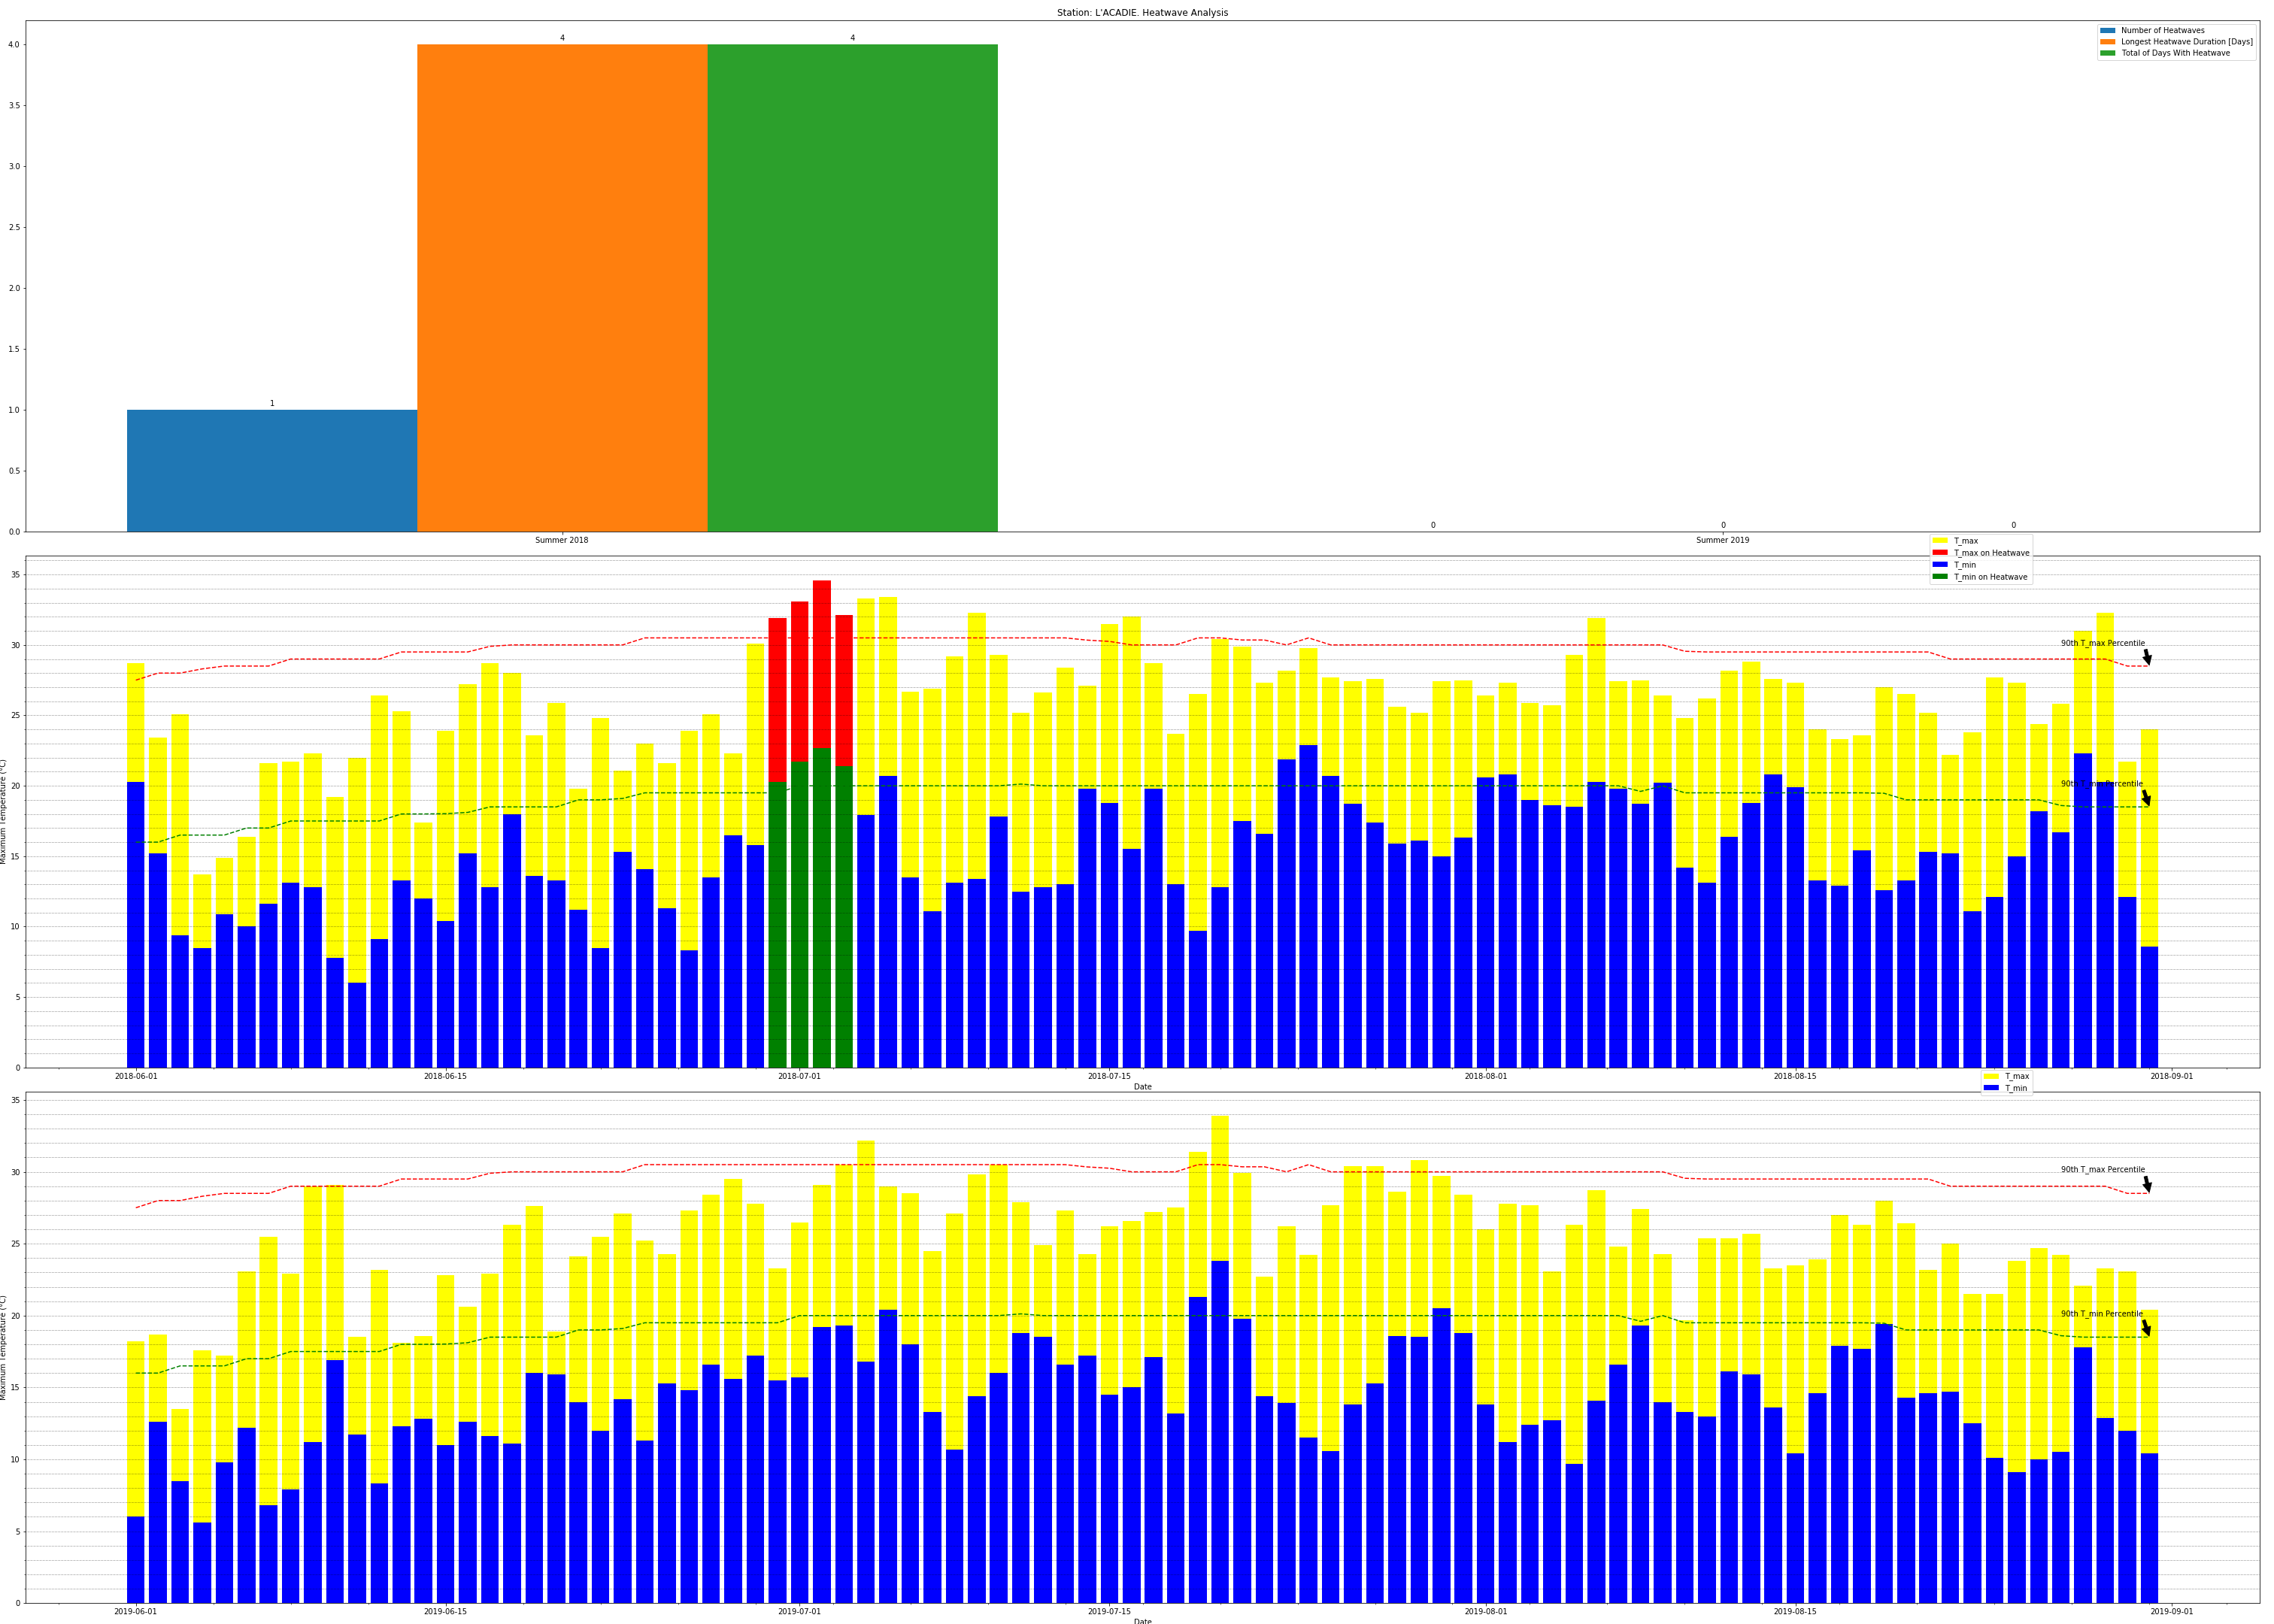 Station: L'ACADIE. Heatwave Analysis
Number of Heatwaves
Longest Heatwave Duration [Days]
Total of Days With Heatwave
4.0
3.5
3.0
2.5
2.0
1.5
1.0
0.5
0.0
1
4
4
0
0
0
Summer 2018
Summer 2019
T_max
T_max on Heatwave
T_min
T_min on Heatwave
Maximum Temperature (°C)
35
30
25
20
15
10
5
0
90th T_max Percentile
90th T_min Percentile
2018-06-01
2018-06-15
2018-07-01
2018-07-15
2018-08-01
2018-08-15
2018-09-01
Date
T_max
T_min
Maximum Temperature (°C)
35
30
25
20
15
10
5
0
90th T_max Percentile
90th T_min Percentile
2019-06-01
2019-06-15
2019-07-01
2019-07-15
2019-08-01
2019-08-15
2019-09-01
Date